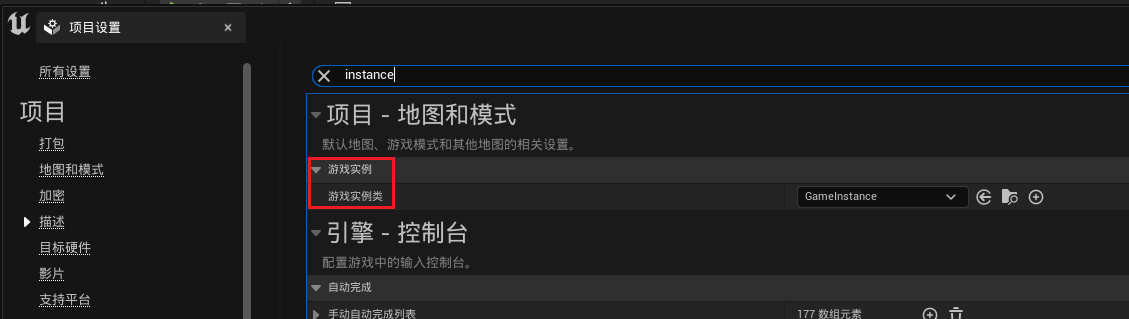 项目设置
所有设置
项目
打包
地图和模式
加密
描述
目标硬件
影片
支持平台
instance
项目 - 地图和模式
默认地图、游戏模式和其他地图的相关设置。
游戏实例
游戏实例类
GameInstance
引擎 - 控制台
配置游戏中的输入控制台。
自动完成
手动自动完成列表
177 数组元素